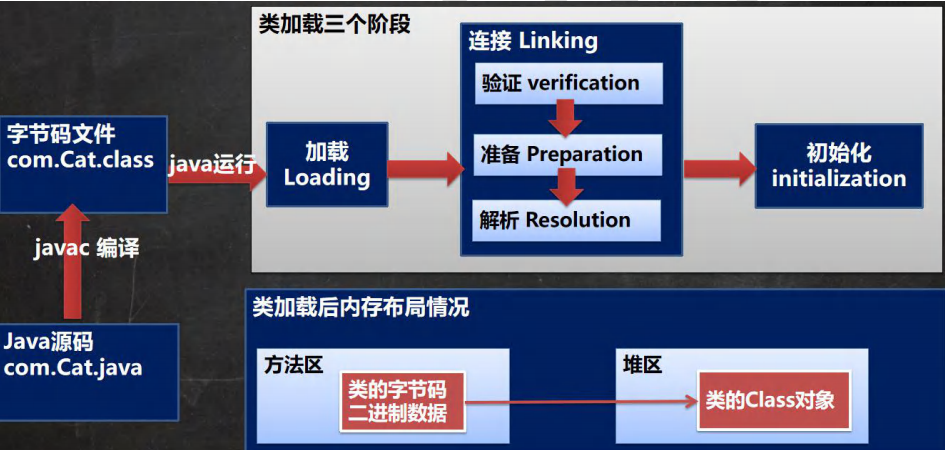 类加载三个阶段
连接 Linking
验证 verification
准备 Preparation
解析 Resolution
字节码文件
com.Cat.class
java运行
加载
Loading
初始化
initialization
javac 编译
Java源码
com.Cat.java
类加载后内存布局情况
方法区
类的字节码
二进制数据
堆区
类的Class对象